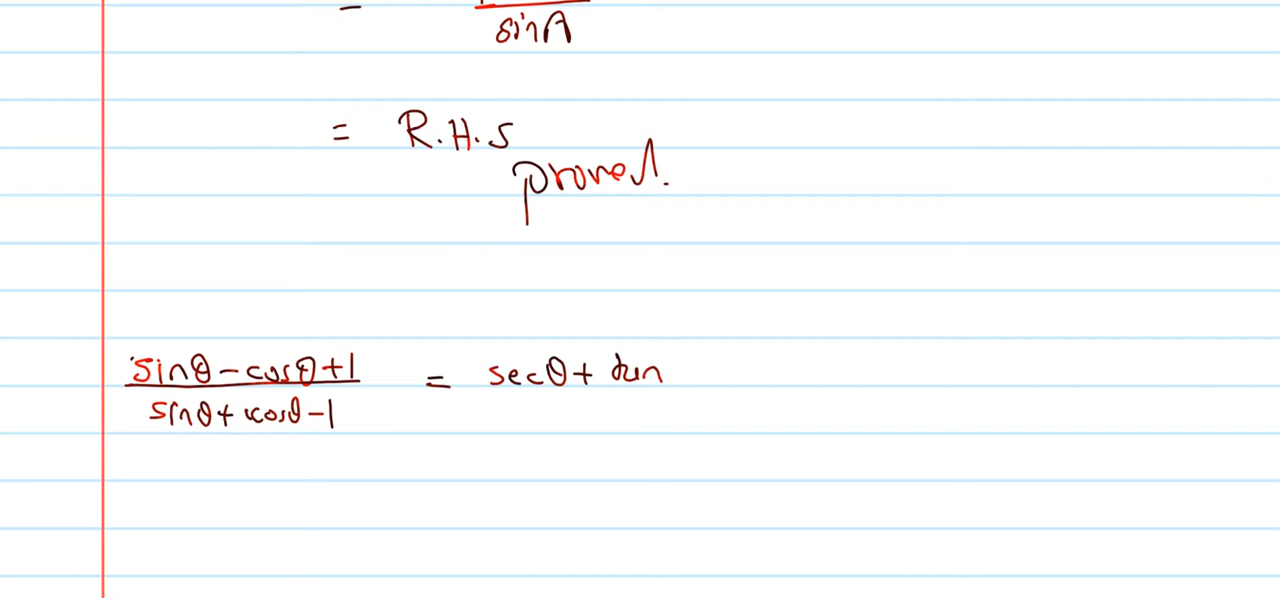 sinA
= R.H.S
proved.
sinθ-cosθ+1 = secθ+ tan
sinθ+cosθ-1